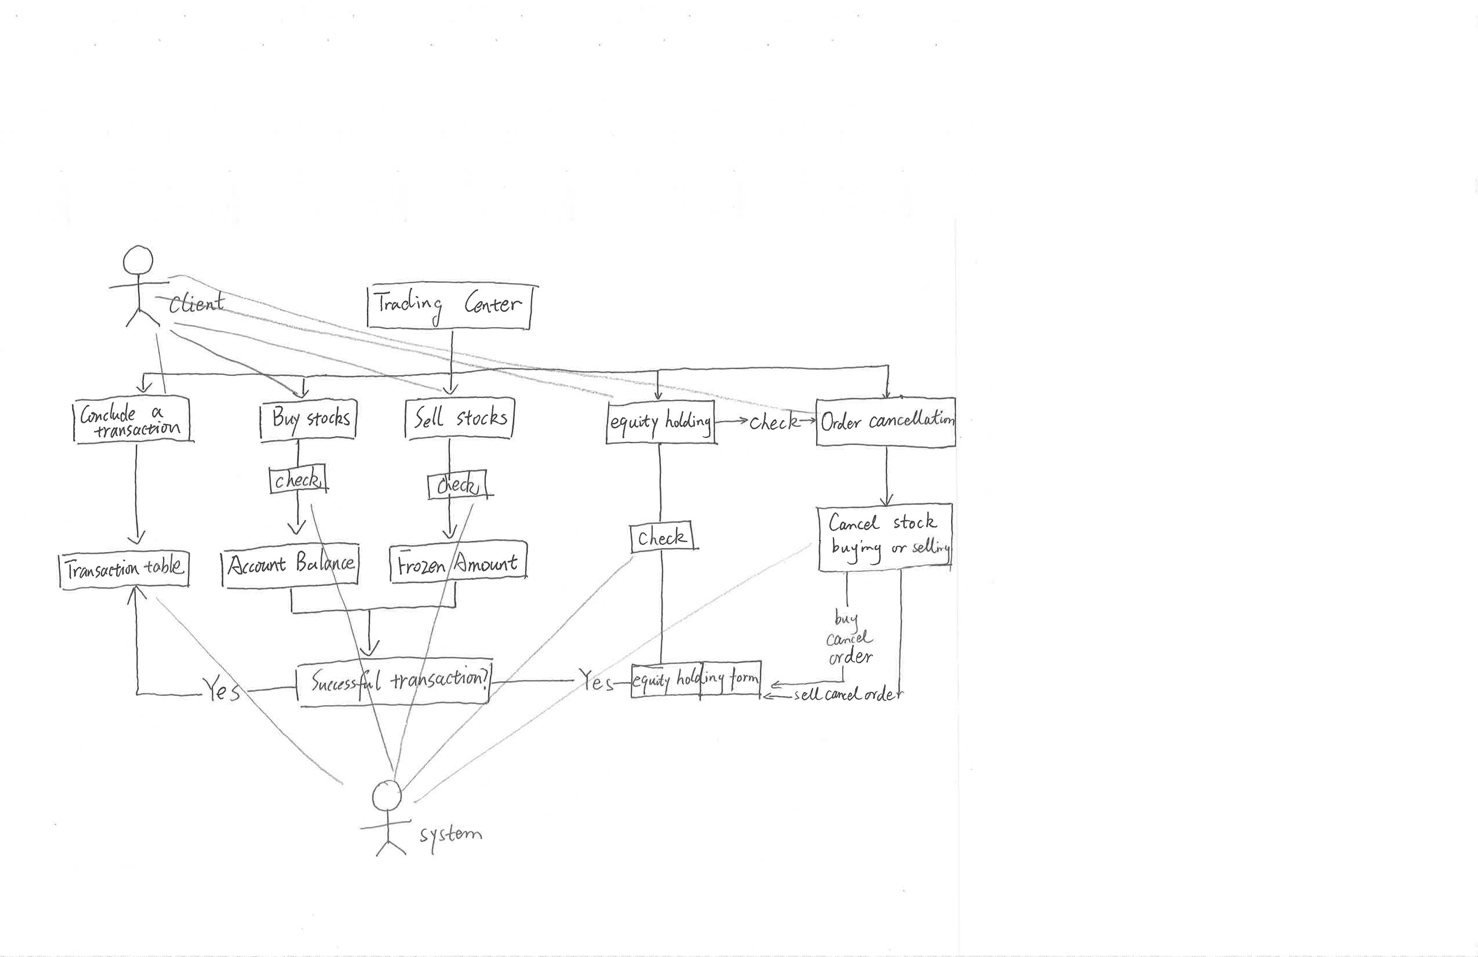 Client
Trading Center
Conclude a
transaction
Buy stocks
Sell stocks
equity holding
check
Order cancellation
check
check
check
Cancel stock
buying or selling
Transaction table
Account Balance
Frozen Amount
buy
cancel
order
Successful transaction?
Yes
Yes
equity holding form
sell cancel order
system